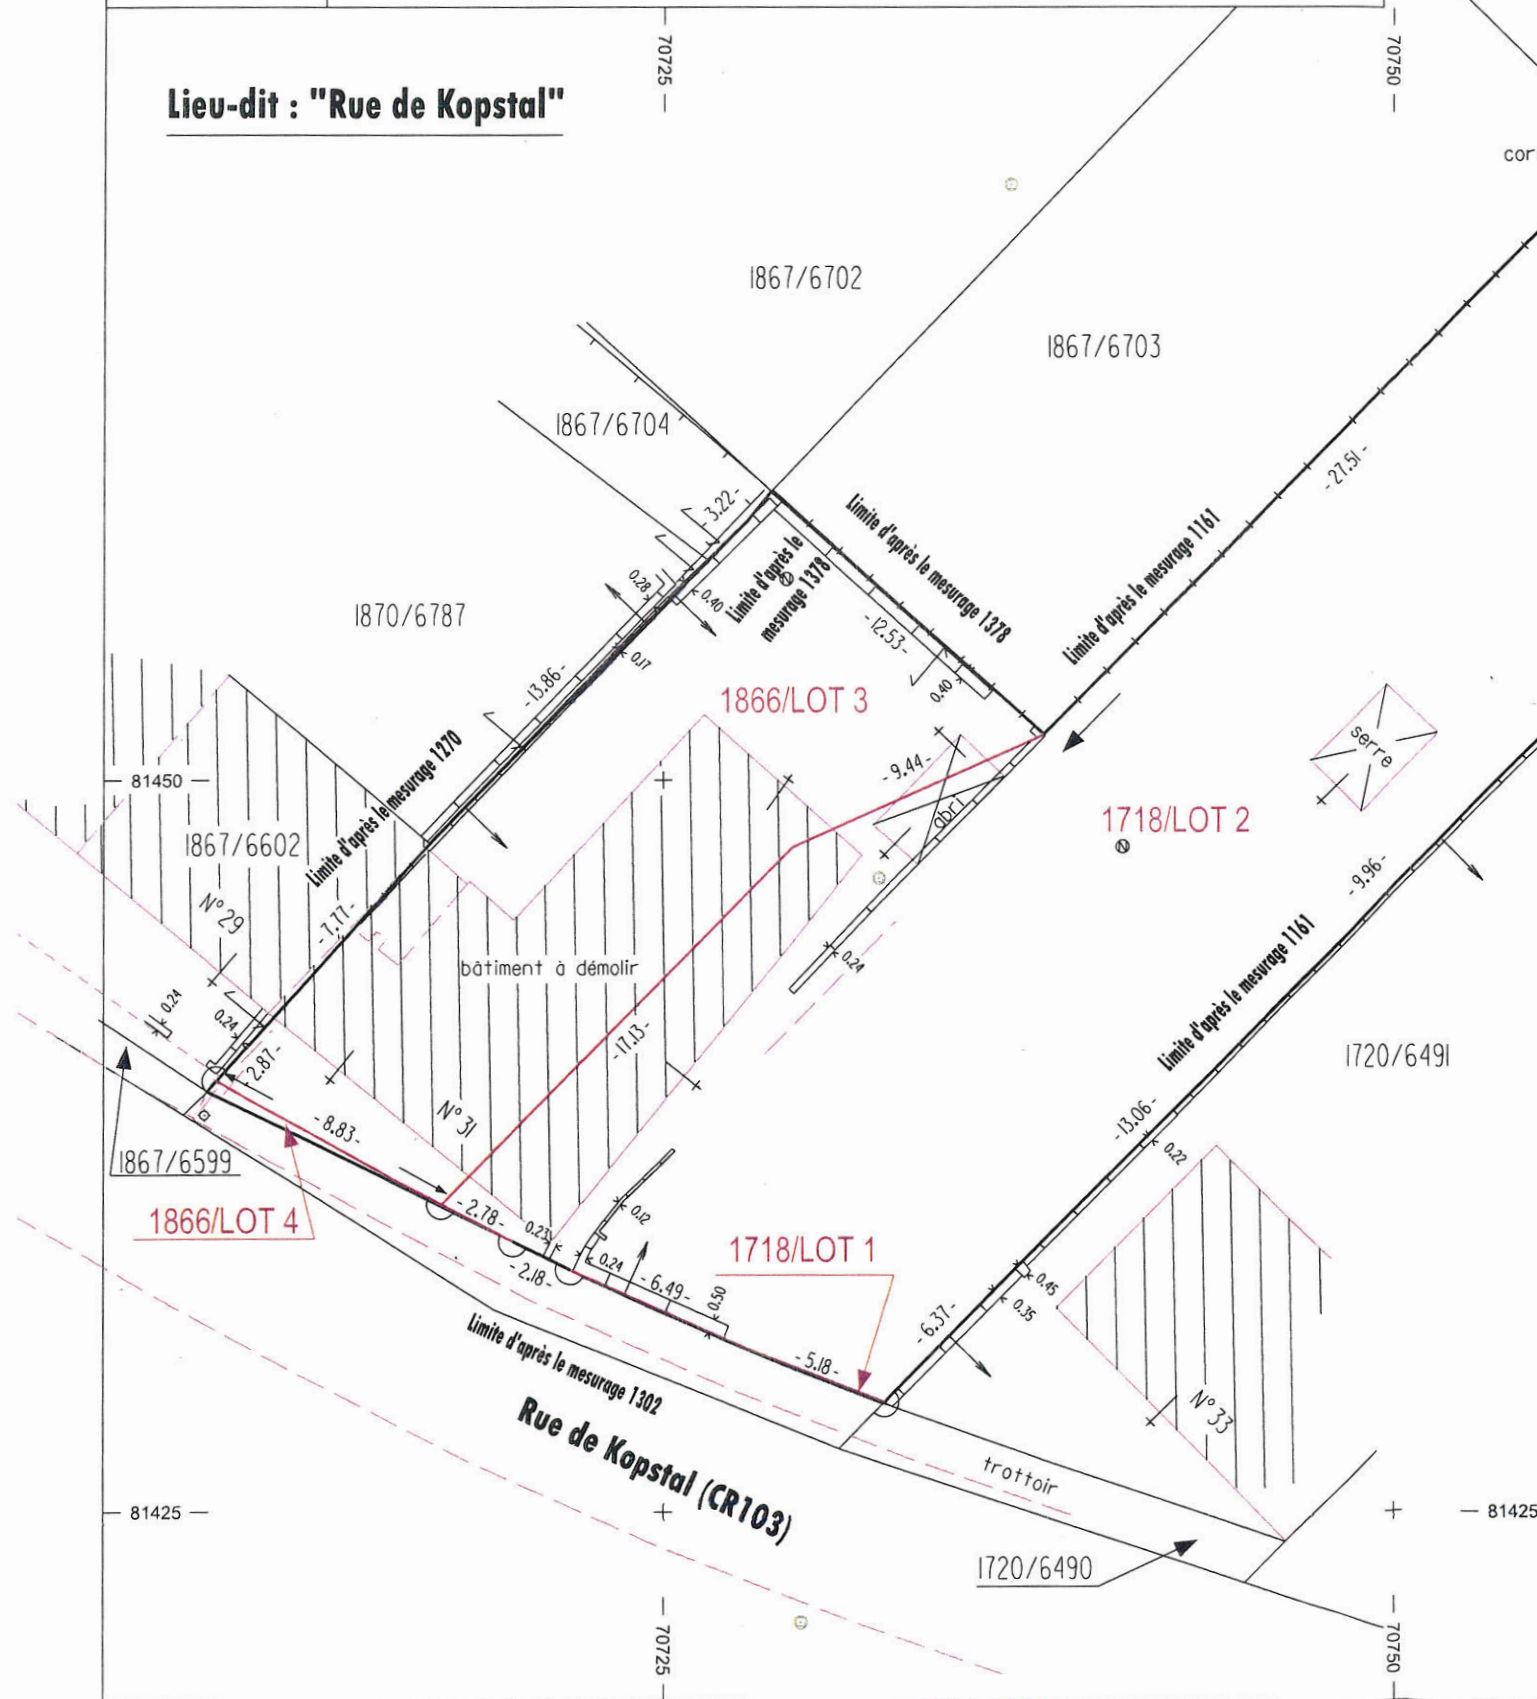 70725
70750
Lieu-dit : "Rue de Kopstal"
cor
1867/6702
1867/6703
1867/6704
- 27.51 -
- 3.22 -
Limite d'après le mesurage 1378
Limite d'après le mesurage 1161
Limite d'après le
mesurage 1378
0.28
0.40
1870/6787
- 12.53 -
0.17
- 13.86 -
0.40
1866/LOT 3
serre
Limite d'après le mesurage 1270
- 9.44 -
81450
abri
1718/LOT 2
1867/6602
- 9.96 -
N° 29
- 7.77 -
bâtiment à démolir
0.24
Limite d'après le mesurage 1161
0.24
0.24
- 17.13 -
1720/6491
- 2.87 -
- 8.83 -
N° 31
- 13.06 -
0.22
1867/6599
1866/LOT 4
- 2.78 -
0.23
0.12
1718/LOT 1
0.24
- 2.18 -
- 6.49 -
0.50
0.45
0.35
- 6.37 -
Limite d'après le mesurage 1302
- 5.18 -
N° 33
Rue de Kopstal (CR103)
trottoir
81425
81425
1720/6490
70725
70750